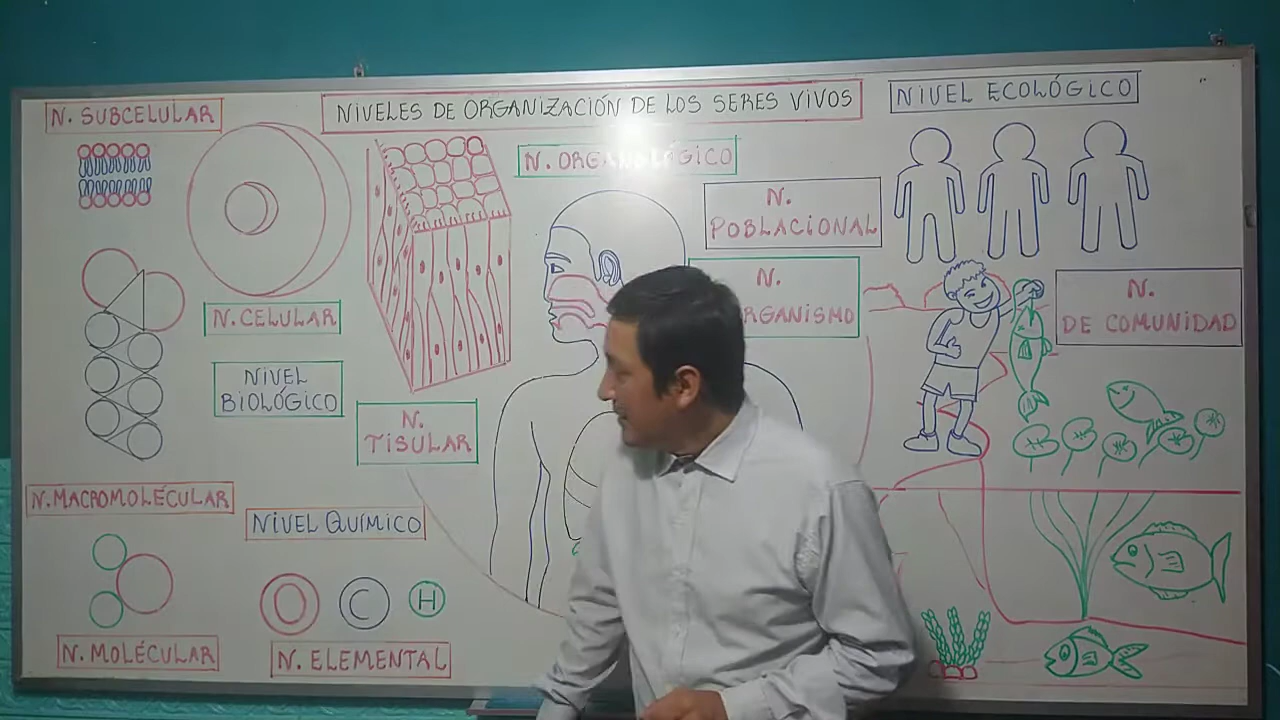 N. SUBCELULAR
NIVELES DE ORGANIZACIÓN DE LOS SERES VIVOS
NIVEL ECOLÓGICO
N.
N.
POBLACIONAL
N.
N.
DE COMUNIDAD
N. CELULAR
NIVEL
BIOLÓGICO
N.
TISULAR
N. MACROMOLÉCULAR
NIVEL QUÍMICO
O
C
H
N. MOLÉCULAR
N. ELEMENTAL